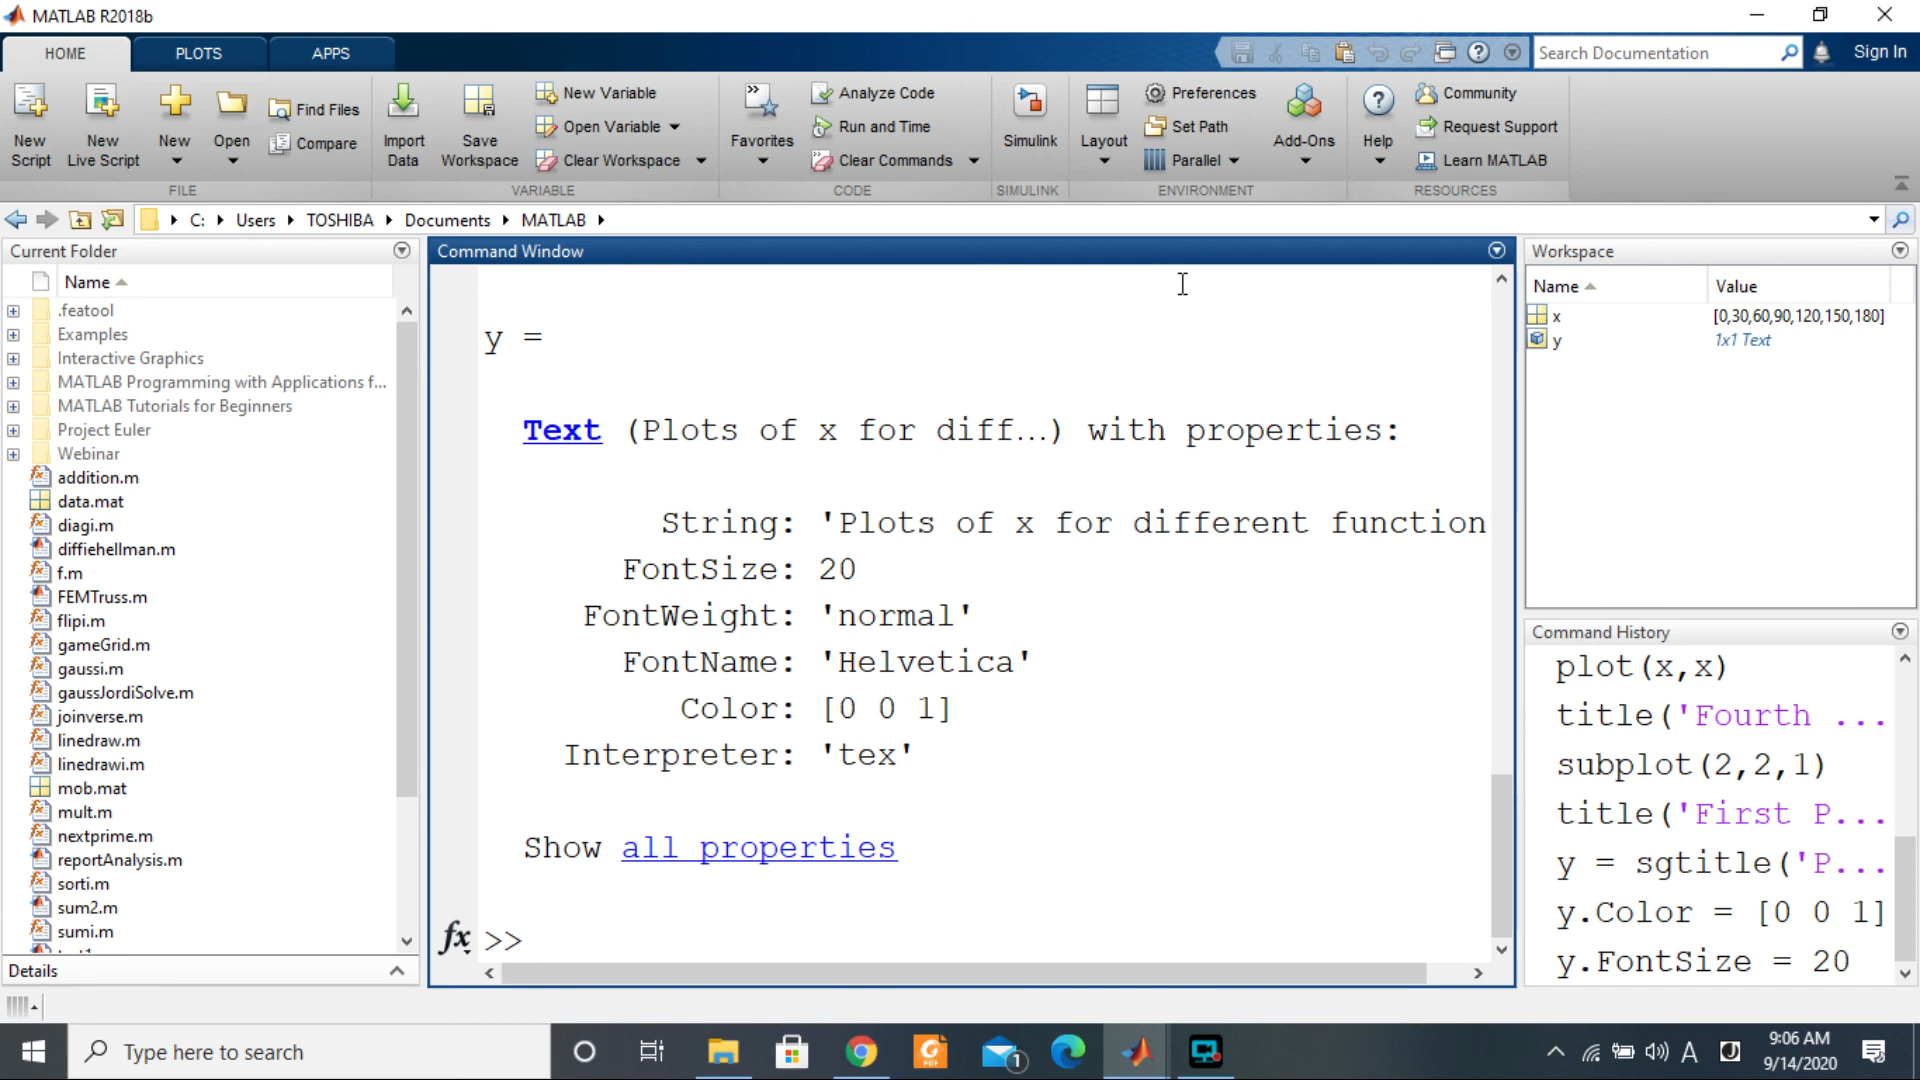 MATLAB R2018b
HOME
PLOTS
APPS
Search Documentation
Sign In
New Script
New Live Script
New
Open
Find Files
Compare
FILE
Import Data
Save Workspace
New Variable
Open Variable
Clear Workspace
VARIABLE
Favorites
Analyze Code
Run and Time
Clear Commands
CODE
Simulink
SIMULINK
Layout
Preferences
Set Path
Parallel
ENVIRONMENT
Add-Ons
Help
Community
Request Support
Learn MATLAB
RESOURCES
C: Users TOSHIBA Documents MATLAB
Current Folder
Name
.featool
Examples
Interactive Graphics
MATLAB Programming with Applications f...
MATLAB Tutorials for Beginners
Project Euler
Webinar
addition.m
data.mat
diagi.m
diffiehellman.m
f.m
FEMTruss.m
flipi.m
gameGrid.m
gaussi.m
gaussJordiSolve.m
joinverse.m
linedraw.m
linedrawi.m
mob.mat
mult.m
nextprime.m
reportAnalysis.m
sorti.m
sum2.m
sumi.m
Details
Command Window
y =
Text (Plots of x for diff...) with properties:
String: 'Plots of x for different function
FontSize: 20
FontWeight: 'normal'
FontName: 'Helvetica'
Color: [0 0 1]
Interpreter: 'tex'
Show all properties
fx >>
Workspace
Name Value
x [0,30,60,90,120,150,180]
y 1x1 Text
Command History
plot(x,x)
title('Fourth ...
subplot(2,2,1)
title('First P...
y = sgtitle('P...
y.Color = [0 0 1]
y.FontSize = 20
Type here to search
PDF
1
A
J
9:06 AM
9/14/2020